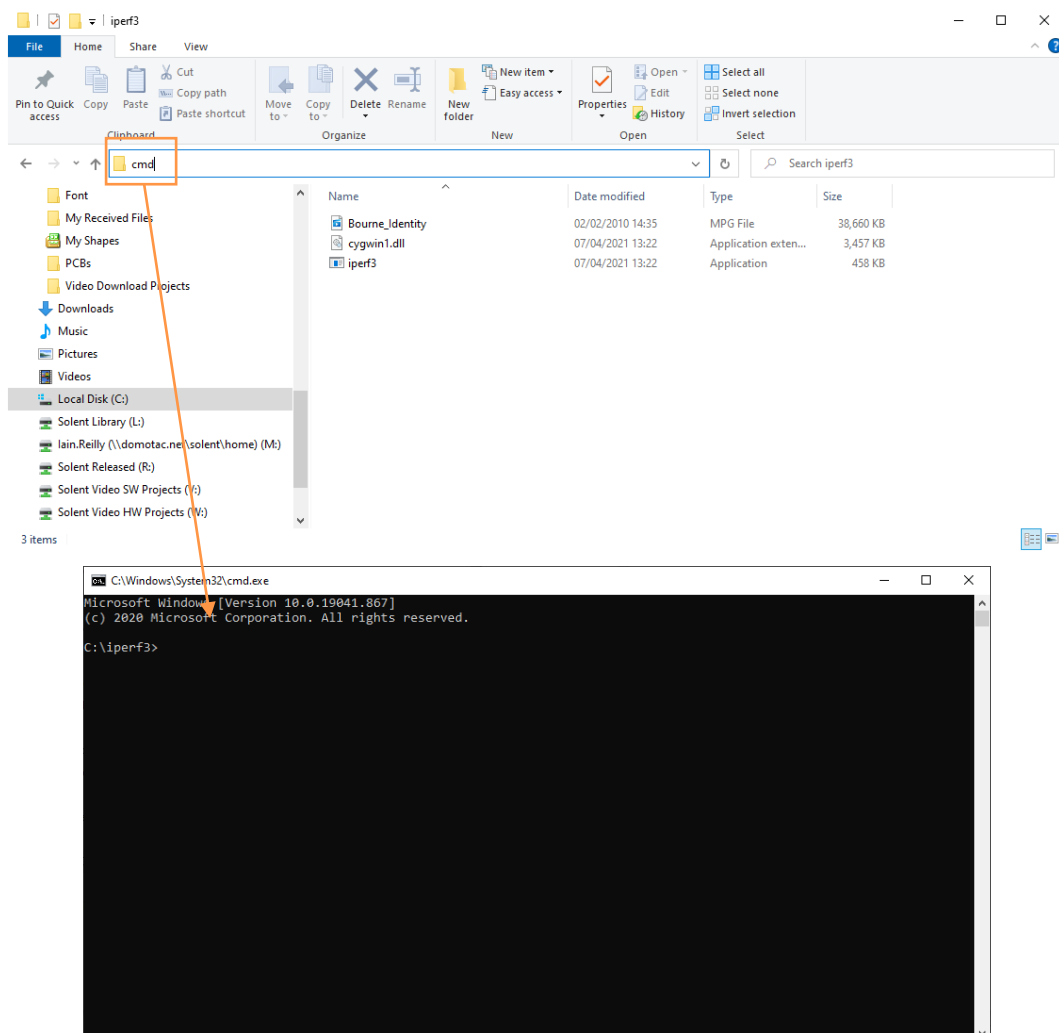 iperf3
File Home Share View
Pin to Quick access
Copy
Paste
Cut
Copy path
Paste shortcut
Clipboard
Move to
Copy to
Delete
Rename
Organize
New folder
New item
Easy access
New
Properties
Open
Edit
History
Open
Select all
Select none
Invert selection
Select
cmd
Search iperf3
Font
My Received Files
My Shapes
PCBs
Video Download Projects
Downloads
Music
Pictures
Videos
Local Disk (C:)
Solent Library (L:)
Iain.Reilly (\\domotac.net\solent\home) (M:)
Solent Released (R:)
Solent Video SW Projects (V:)
Solent Video HW Projects (W:)
Name Date modified Type Size
Bourne_Identity 02/02/2010 14:35 MPG File 38,660 KB
cygwin1.dll 07/04/2021 13:22 Application exten... 3,457 KB
iperf3 07/04/2021 13:22 Application 458 KB
3 items
C:\Windows\System32\cmd.exe
Microsoft Windows [Version 10.0.19041.867]
(c) 2020 Microsoft Corporation. All rights reserved.
C:\iperf3>